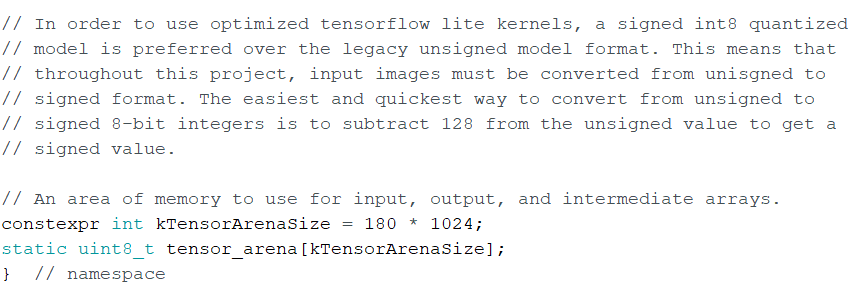 // In order to use optimized tensorflow lite kernels, a signed int8 quantized
// model is preferred over the legacy unsigned model format. This means that
// throughout this project, input images must be converted from unisgned to
// signed format. The easiest and quickest way to convert from unsigned to
// signed 8-bit integers is to subtract 128 from the unsigned value to get a
// signed value.

// An area of memory to use for input, output, and intermediate arrays.
constexpr int kTensorArenaSize = 180 * 1024;
static uint8_t tensor_arena[kTensorArenaSize];
}  // namespace